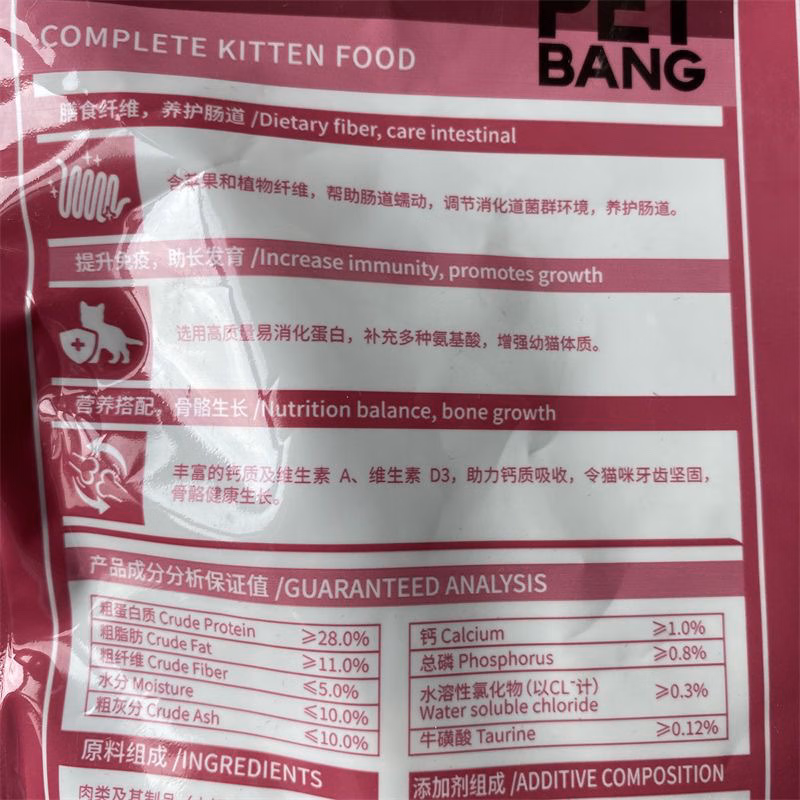 COMPLETE KITTEN FOOD
PET
BANG
膳食纤维，养护肠道 /Dietary fiber, care intestinal
含苹果和植物纤维，帮助肠道蠕动，调节消化道菌群环境，养护肠道。
提升免疫，助长发育 /Increase immunity, promotes growth
选用高质量易消化蛋白，补充多种氨基酸，增强幼猫体质。
营养搭配，骨骼生长 /Nutrition balance, bone growth
丰富的钙质及维生素 A、维生素 D3，助力钙质吸收，令猫咪牙齿坚固，
骨骼健康生长。
产品成分分析保证值 /GUARANTEED ANALYSIS
粗蛋白质 Crude Protein ≥28.0%
粗脂肪 Crude Fat ≥11.0%
粗纤维 Crude Fiber ≤5.0%
水分 Moisture ≤10.0%
粗灰分 Crude Ash ≤10.0%
钙 Calcium ≥1.0%
总磷 Phosphorus ≥0.8%
水溶性氯化物（以CL⁻计） ≥0.3%
Water soluble chloride
牛磺酸 Taurine ≥0.12%
原料组成 /INGREDIENTS
添加剂组成 /ADDITIVE COMPOSITION
肉类及其制品